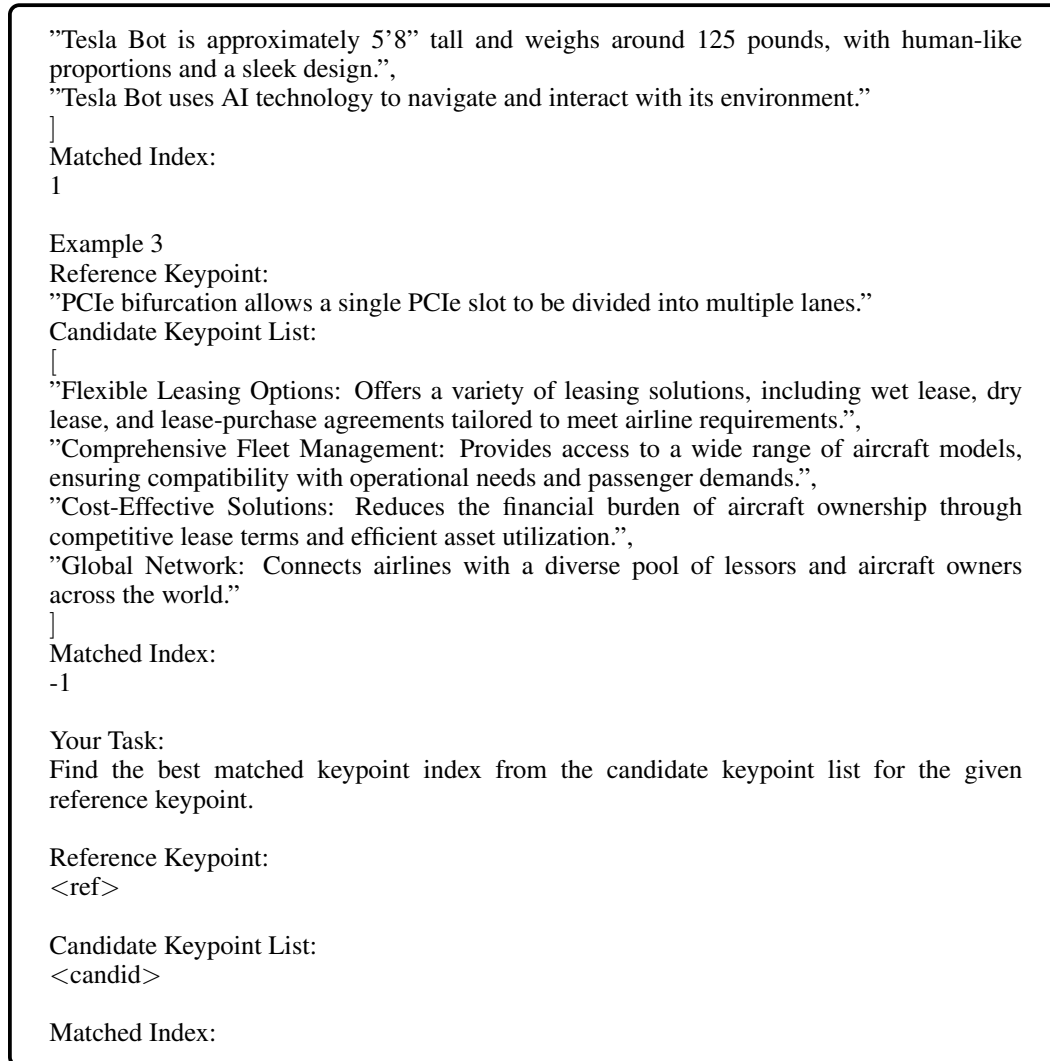 ”Tesla Bot is approximately 5’8” tall and weighs around 125 pounds, with human-like
proportions and a sleek design.”,
”Tesla Bot uses AI technology to navigate and interact with its environment.”
]
Matched Index:
1
Example 3
Reference Keypoint:
”PCIe bifurcation allows a single PCIe slot to be divided into multiple lanes.”
Candidate Keypoint List:
[
”Flexible Leasing Options: Offers a variety of leasing solutions, including wet lease, dry
lease, and lease-purchase agreements tailored to meet airline requirements.”,
”Comprehensive Fleet Management: Provides access to a wide range of aircraft models,
ensuring compatibility with operational needs and passenger demands.”,
”Cost-Effective Solutions: Reduces the financial burden of aircraft ownership through
competitive lease terms and efficient asset utilization.”,
”Global Network: Connects airlines with a diverse pool of lessors and aircraft owners
across the world.”
]
Matched Index:
-1
Your Task:
Find the best matched keypoint index from the candidate keypoint list for the given
reference keypoint.
Reference Keypoint:
<ref>
Candidate Keypoint List:
<candid>
Matched Index: